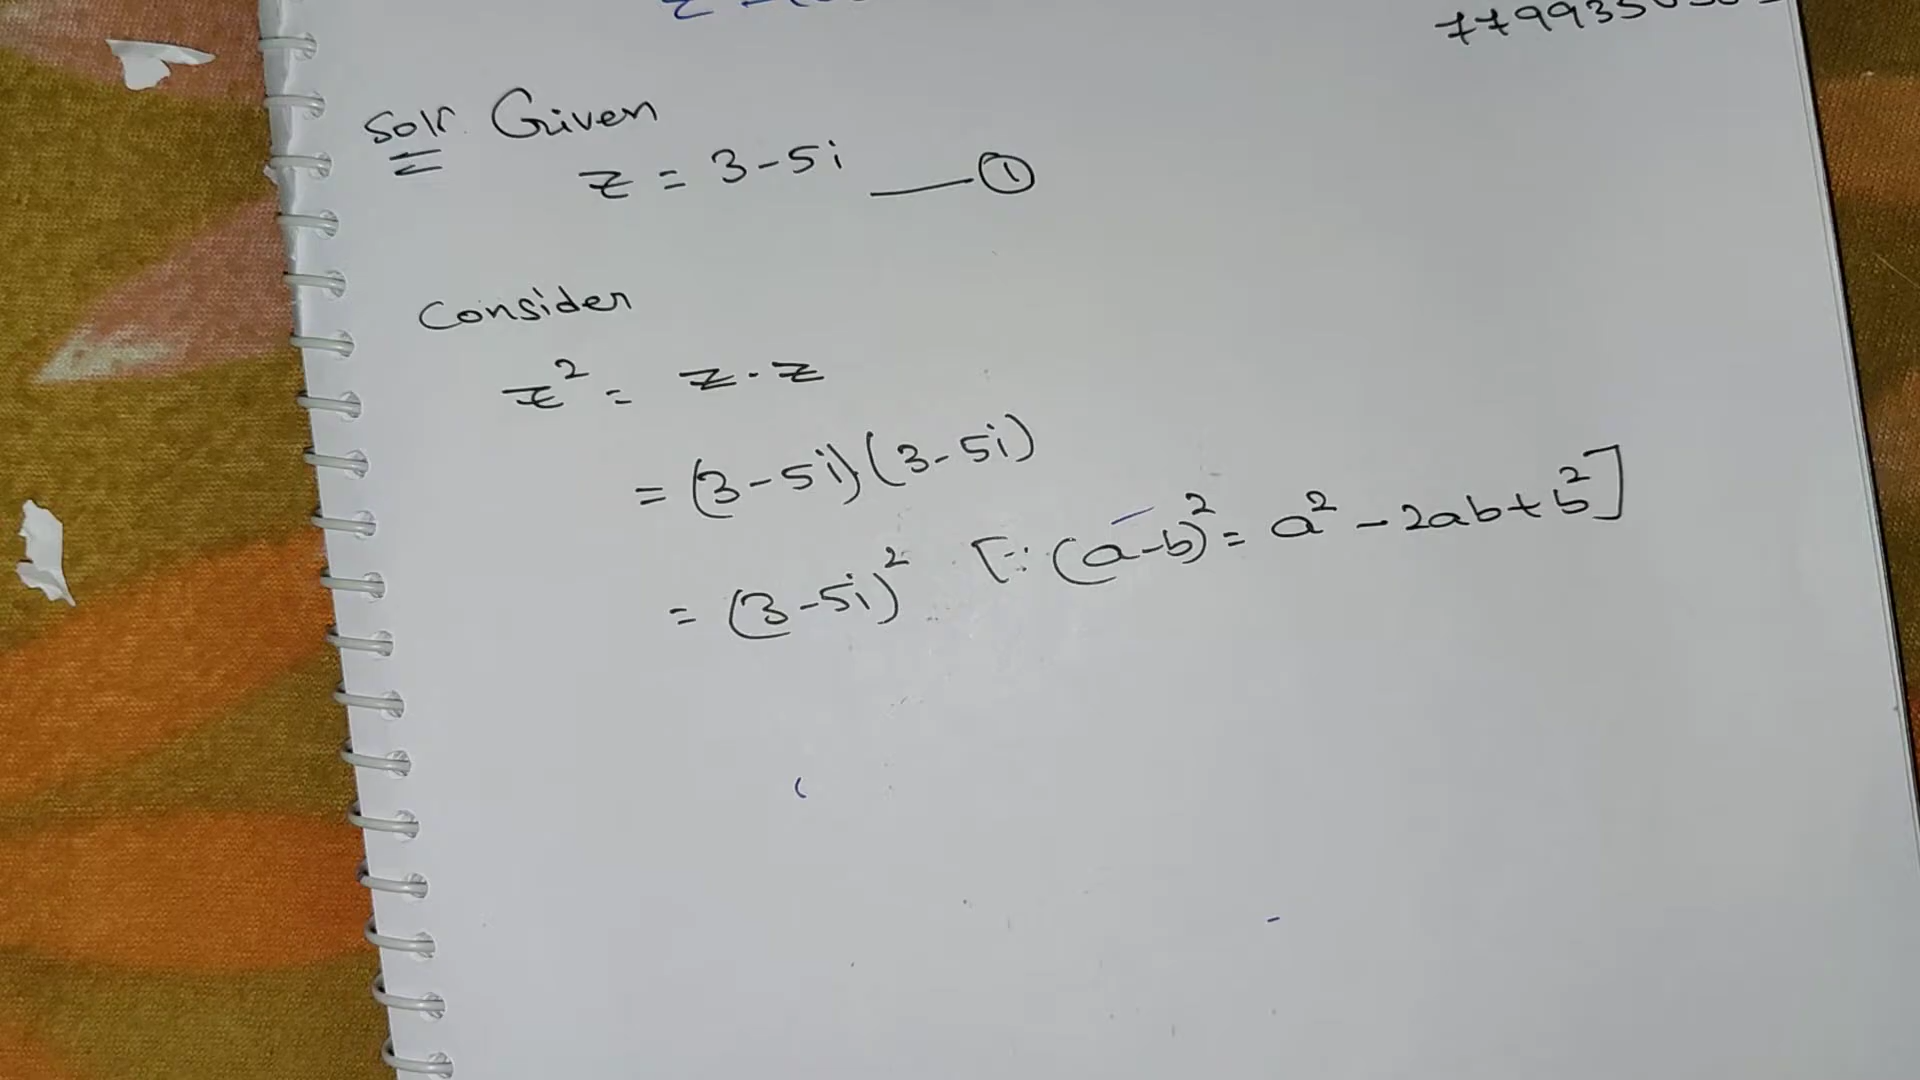 Soln Given
z = 3-5i —— ①
Consider
z² = z·z
= (3-5i)(3-5i)
= (3-5i)² [∵ (a-b)² = a² - 2ab + b²]